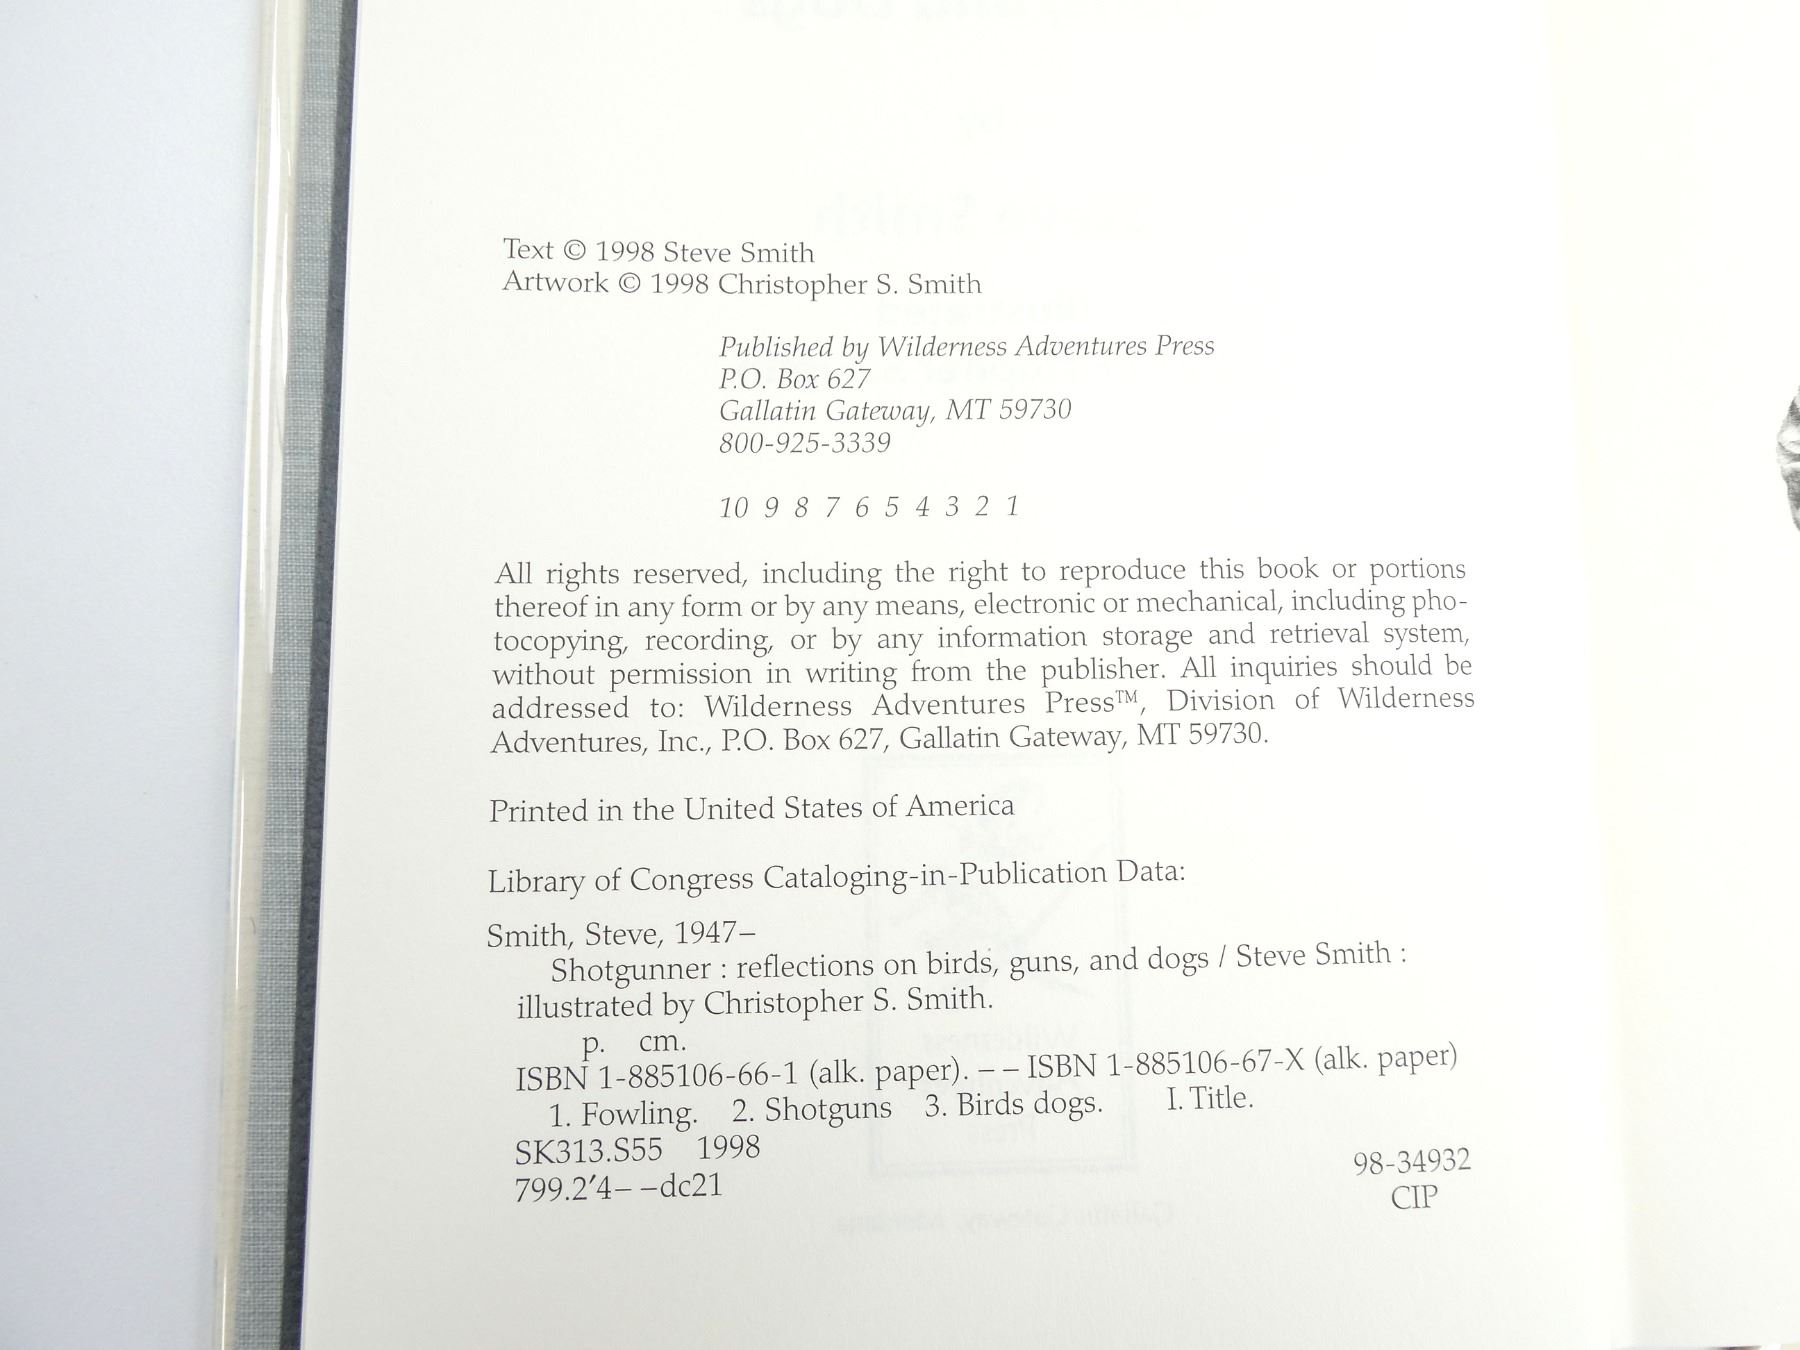 Text © 1998 Steve Smith
Artwork © 1998 Christopher S. Smith
Published by Wilderness Adventures Press
P.O. Box 627
Gallatin Gateway, MT 59730
800-925-3339
10 9 8 7 6 5 4 3 2 1
All rights reserved, including the right to reproduce this book or portions
thereof in any form or by any means, electronic or mechanical, including pho-
tocopying, recording, or by any information storage and retrieval system,
without permission in writing from the publisher. All inquiries should be
addressed to: Wilderness Adventures Press™, Division of Wilderness
Adventures, Inc., P.O. Box 627, Gallatin Gateway, MT 59730.
Printed in the United States of America
Library of Congress Cataloging-in-Publication Data:
Smith, Steve, 1947–
Shotgunner : reflections on birds, guns, and dogs / Steve Smith :
illustrated by Christopher S. Smith.
p. cm.
ISBN 1-885106-66-1 (alk. paper). – – ISBN 1-885106-67-X (alk. paper)
1. Fowling. 2. Shotguns 3. Birds dogs. I. Title.
SK313.S55 1998
799.2′4– –dc21
98-34932
CIP